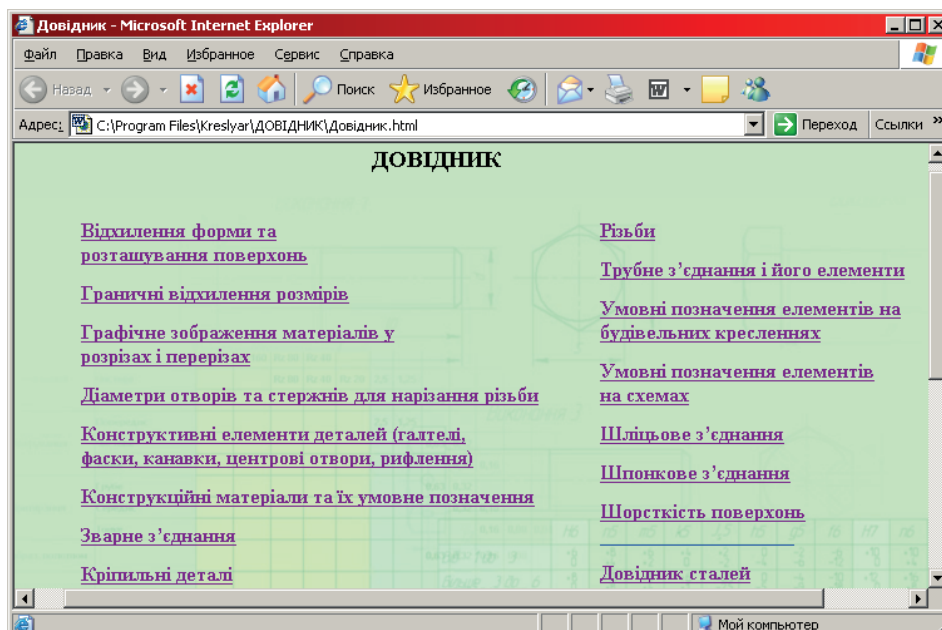 Довідник - Microsoft Internet Explorer
Файл Правка Вид Избранное Сервис Справка
Назад Поиск Избранное
Адрес: C:\Program Files\Kreslyar\ДОВІДНИК\Довідник.html Переход Ссылки »
ДОВІДНИК
Відхилення форми та
розташування поверхонь
Граничні відхилення розмірів
Графічне зображення матеріалів у
розрізах і перерізах
Діаметри отворів та стержнів для нарізання різьби
Конструктивні елементи деталей (галтелі,
фаски, канавки, центрові отвори, рифлення)
Конструкційні матеріали та їх умовне позначення
Зварне з’єднання
Кріпильні деталі
Різьби
Трубне з’єднання і його елементи
Умовні позначення елементів на
будівельних кресленнях
Умовні позначення елементів
на схемах
Шліцьове з’єднання
Шпонкове з’єднання
Шорсткість поверхонь
Довідник сталей
Мой компьютер